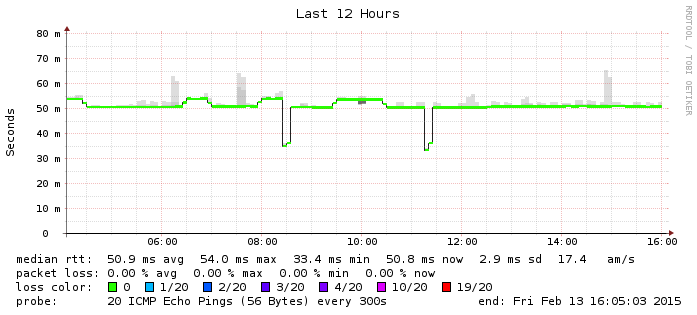 Last 12 Hours
RRDTOOL / TOBI OETIKER
Seconds
80 m
70 m
60 m
50 m
40 m
30 m
20 m
10 m
0
06:00 08:00 10:00 12:00 14:00 16:00
median rtt: 50.9 ms avg 54.0 ms max 33.4 ms min 50.8 ms now 2.9 ms sd 17.4 am/s
packet loss: 0.00 % avg 0.00 % max 0.00 % min 0.00 % now
loss color: 0 1/20 2/20 3/20 4/20 10/20 19/20
probe: 20 ICMP Echo Pings (56 Bytes) every 300s end: Fri Feb 13 16:05:03 2015